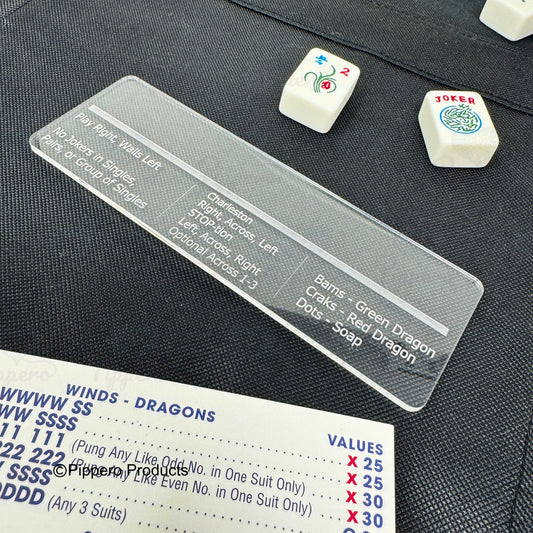 2
JOKER
Play Right, Walls Left
No Jokers in Singles
Pairs, or Group of Singles
Charleston
Right, Across, Left
STOP-tion
Left, Across, Right
Optional Across 1-3
Bams - Green Dragon
Craks - Red Dragon
Dots - Soap
Pippero
WINDS - DRAGONS
VALUES
WWWW SS X 25
WW SSSS X 25
11 111 (Pung Any Like Odd No. in One Suit Only) X 30
222 222 (Pung Any Like Even No. in One Suit Only) X 30
SSSS
DDDD (Any 3 Suits)
©Pippero Products